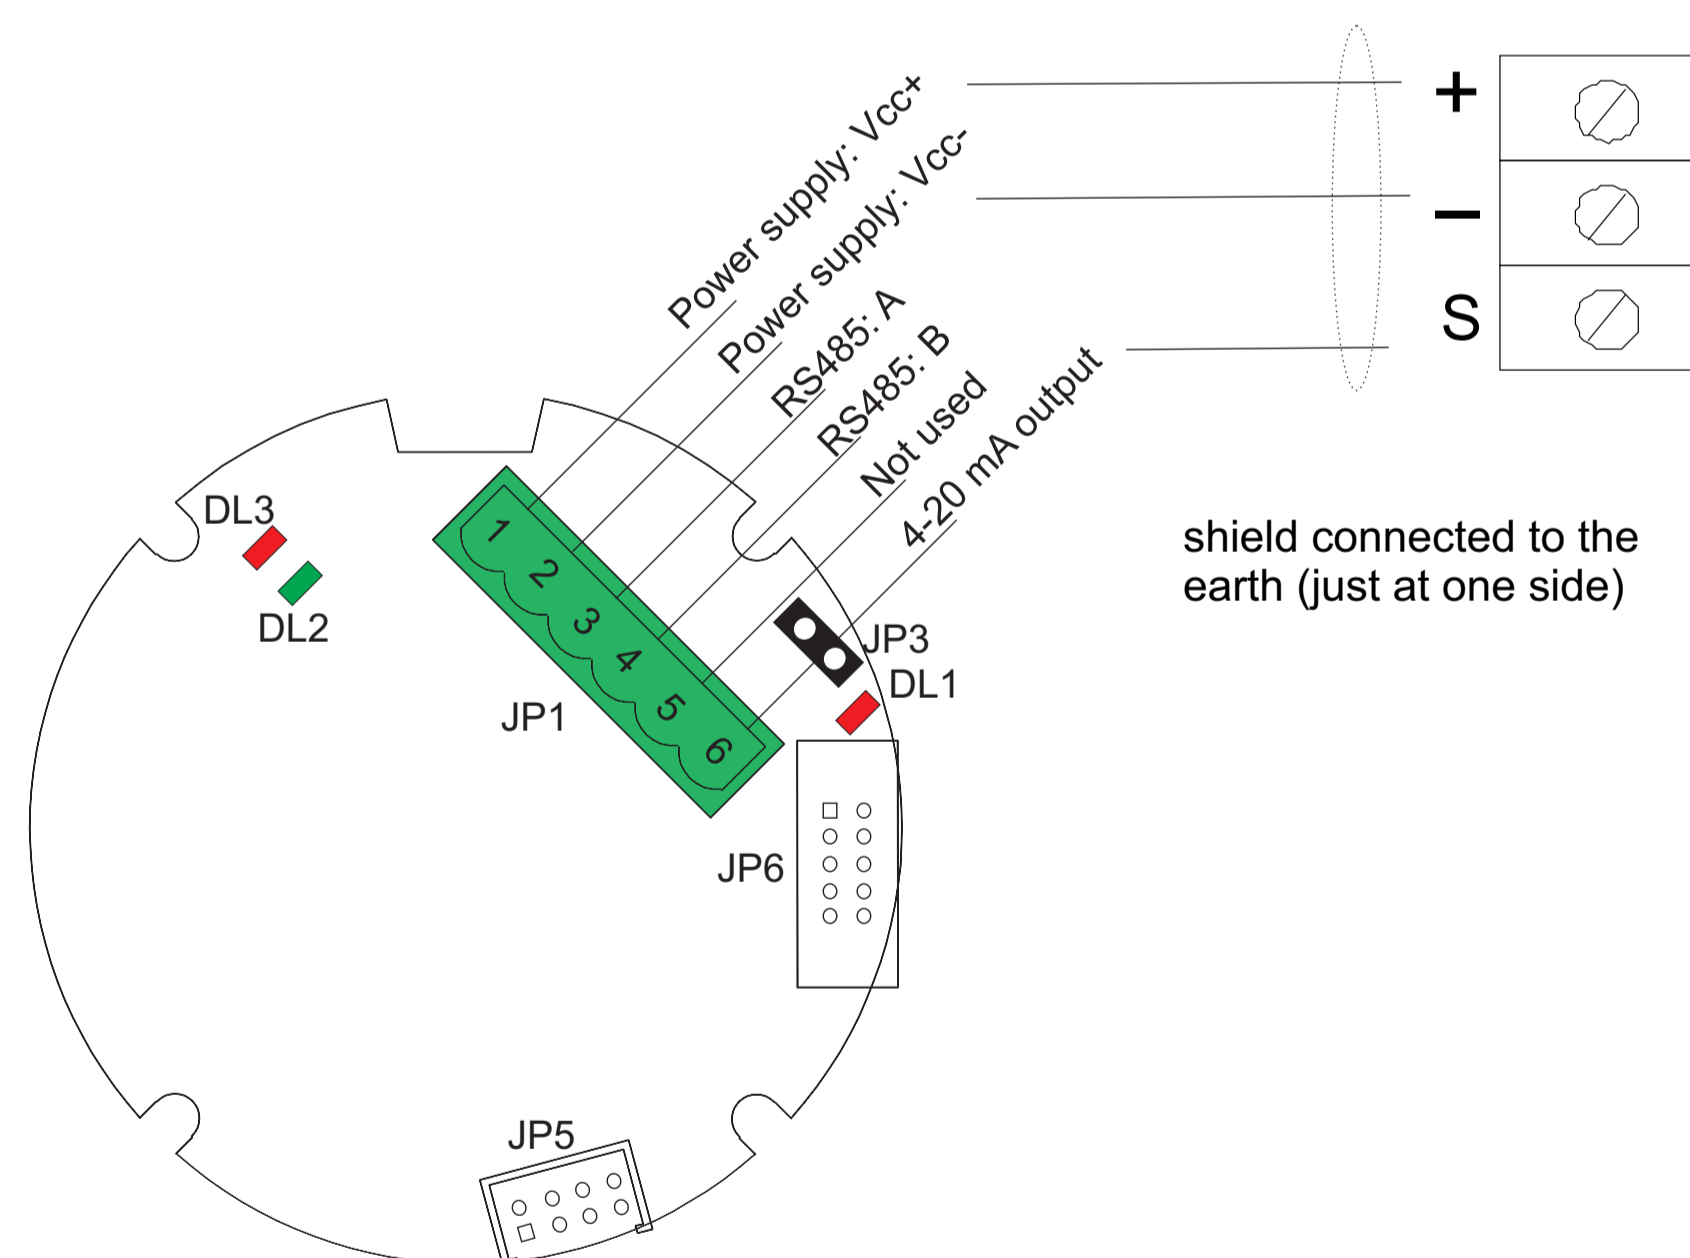 Power supply: Vcc+
Power supply: Vcc-
RS485: A
RS485: B
Not used
4-20 mA output
+
–
S
shield connected to the
earth (just at one side)
DL3
DL2
1
2
3
4
5
6
JP1
JP3
DL1
JP6
JP5